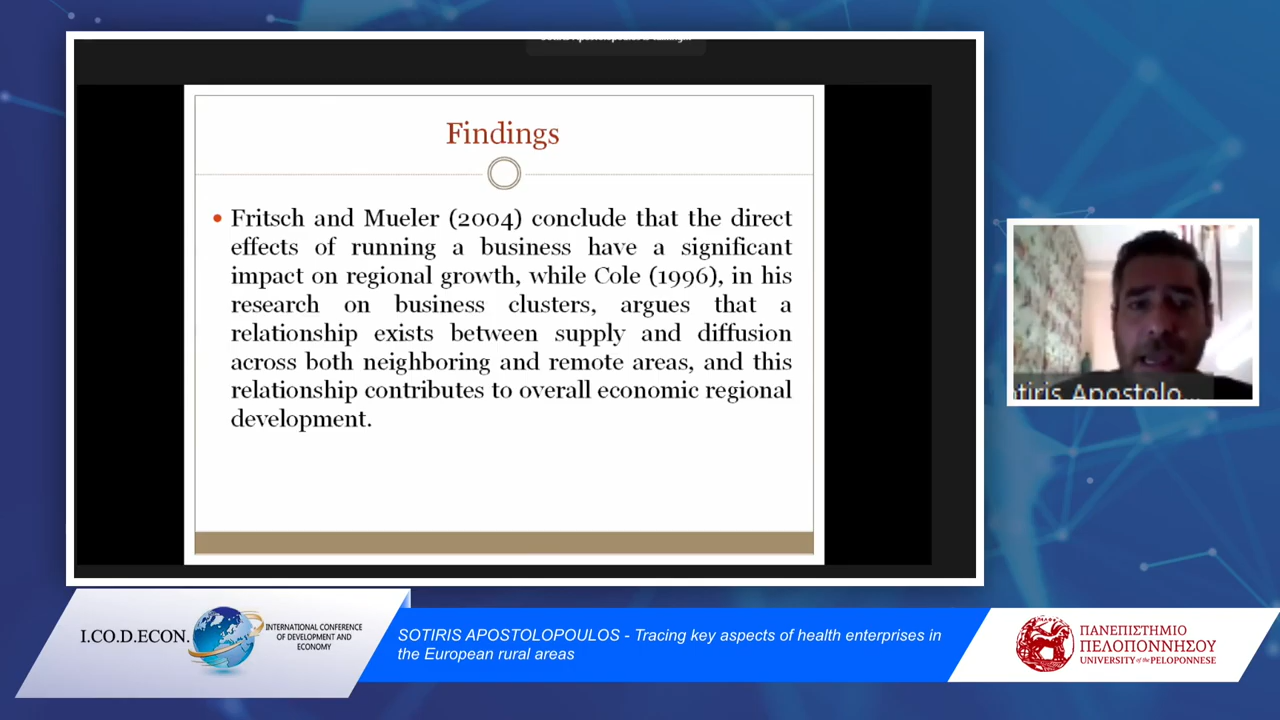 Findings
• Fritsch and Mueler (2004) conclude that the direct
effects of running a business have a significant
impact on regional growth, while Cole (1996), in his
research on business clusters, argues that a
relationship exists between supply and diffusion
across both neighboring and remote areas, and this
relationship contributes to overall economic regional
development.
tiris Apostolo...
I.CO.D.ECON.
INTERNATIONAL CONFERENCE
OF DEVELOPMENT AND
ECONOMY
SOTIRIS APOSTOLOPOULOS - Tracing key aspects of health enterprises in
the European rural areas
ΠΑΝΕΠΙΣΤΗΜΙΟ
ΠΕΛΟΠΟΝΝΗΣΟΥ
UNIVERSITY of the PELOPONNESE